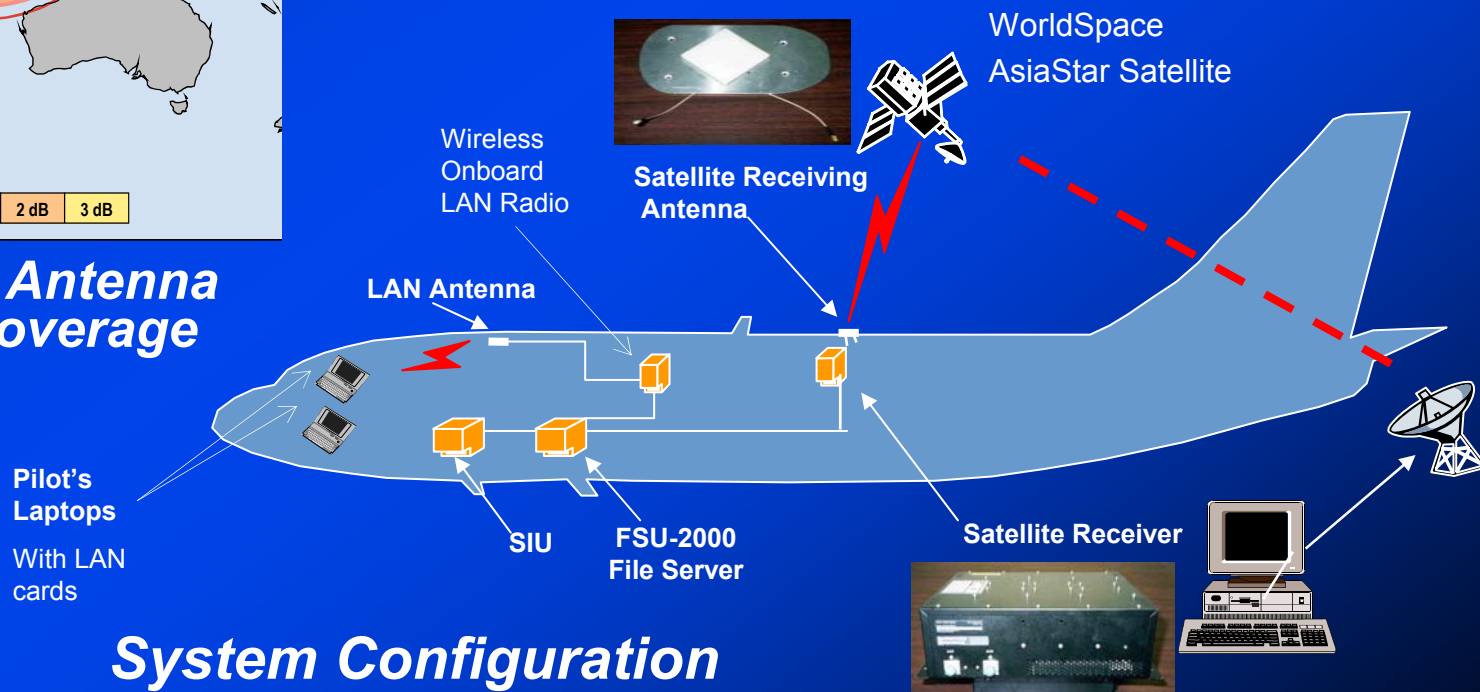 2 dB 3 dB
Antenna
overage
WorldSpace
AsiaStar Satellite
Wireless
Onboard
LAN Radio
Satellite Receiving
Antenna
LAN Antenna
Pilot’s
Laptops
With LAN
cards
SIU
FSU-2000
File Server
Satellite Receiver
System Configuration